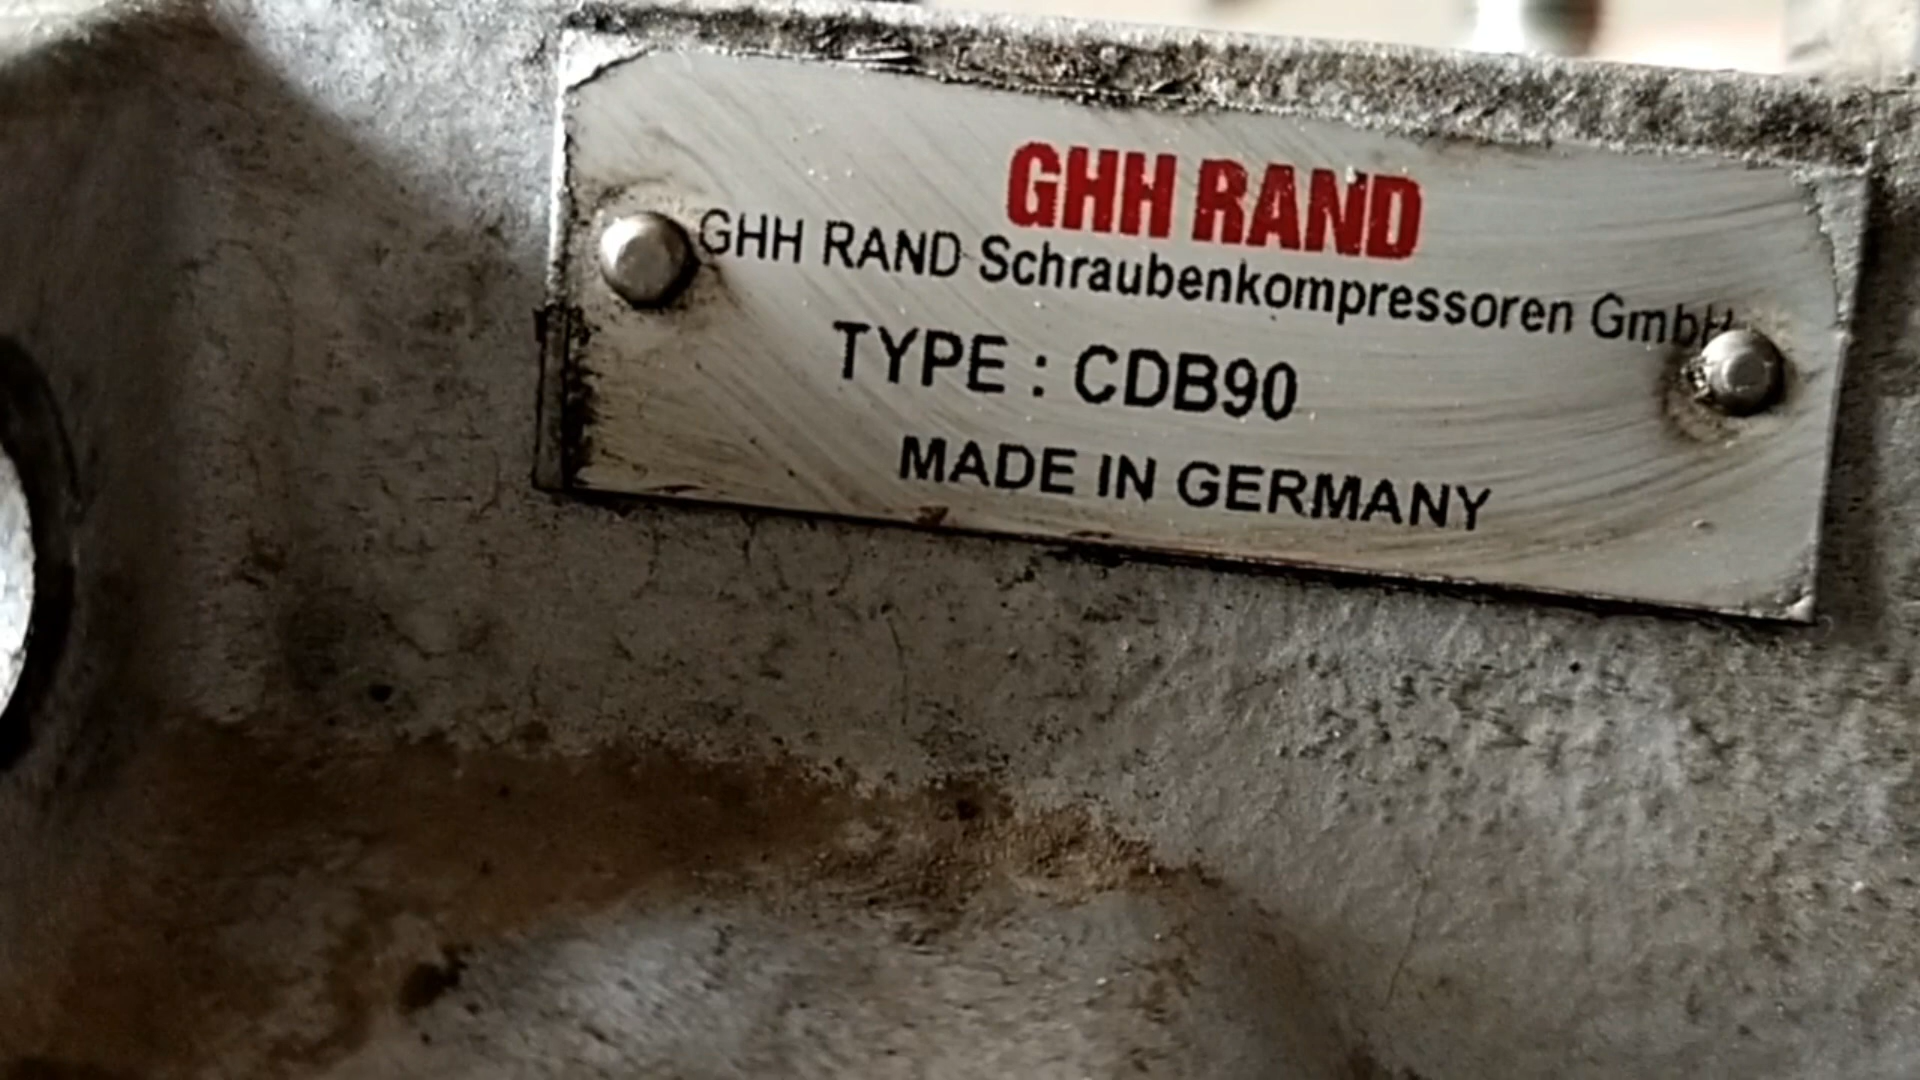 GHH RAND
GHH RAND Schraubenkompressoren GmbH
TYPE : CDB90
MADE IN GERMANY